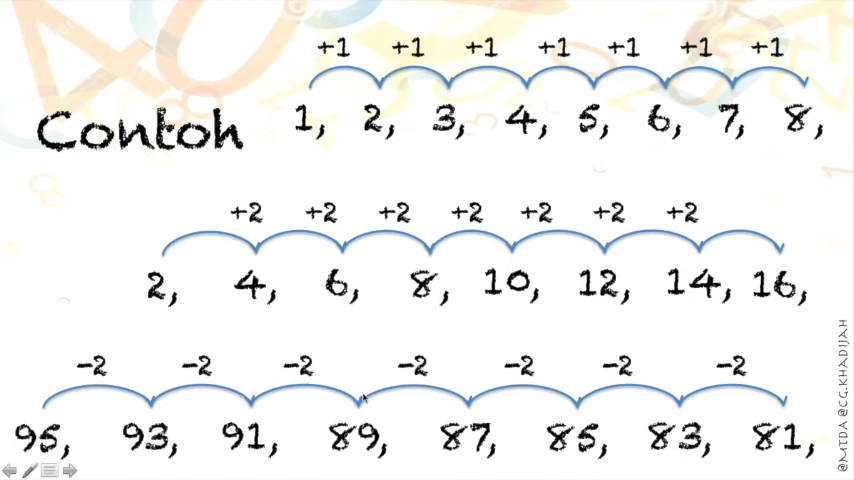 +1 +1 +1 +1 +1 +1 +1
Contoh
1, 2, 3, 4, 5, 6, 7, 8,
+2 +2 +2 +2 +2 +2 +2
2, 4, 6, 8, 10, 12, 14, 16,
-2 -2 -2 -2 -2 -2 -2
95, 93, 91, 89, 87, 85, 83, 81,
@MTDA @CG.KHADIJAH